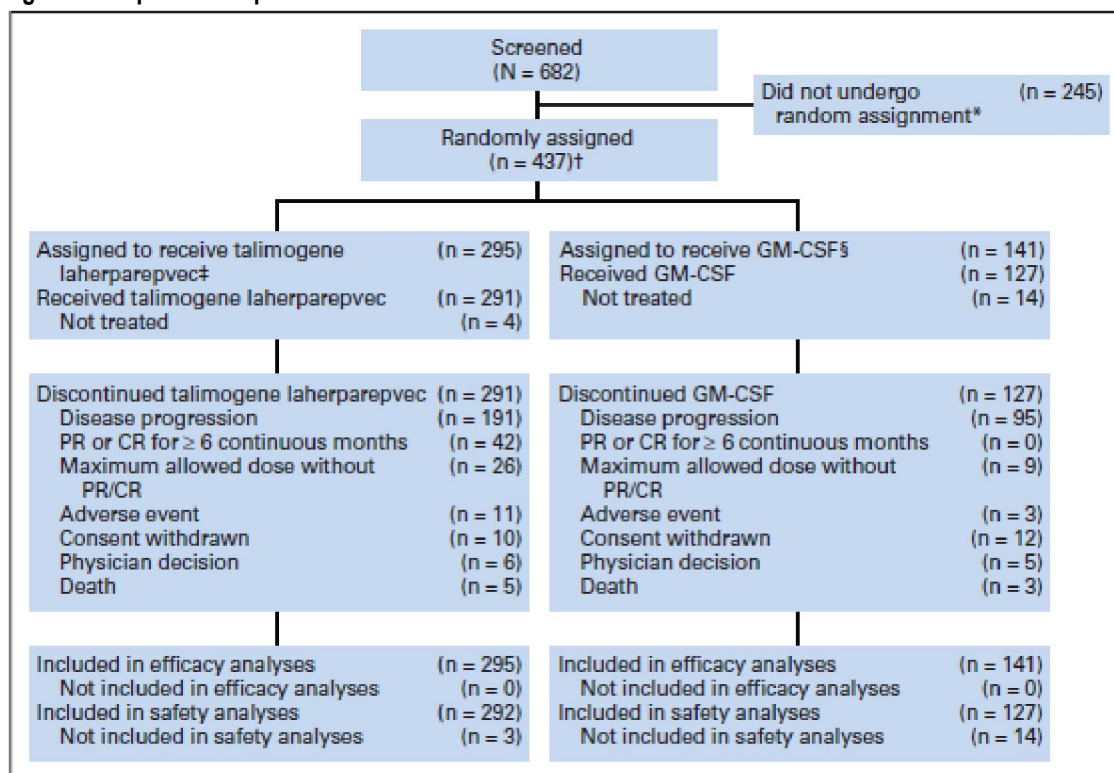 Screened
(N = 682)
Did not undergo (n = 245)
random assignment*
Randomly assigned
(n = 437)†
Assigned to receive talimogene (n = 295)
laherparepvec‡
Received talimogene laherparepvec (n = 291)
Not treated (n = 4)
Assigned to receive GM-CSF§ (n = 141)
Received GM-CSF (n = 127)
Not treated (n = 14)
Discontinued talimogene laherparepvec (n = 291)
Disease progression (n = 191)
PR or CR for ≥ 6 continuous months (n = 42)
Maximum allowed dose without (n = 26)
PR/CR
Adverse event (n = 11)
Consent withdrawn (n = 10)
Physician decision (n = 6)
Death (n = 5)
Discontinued GM-CSF (n = 127)
Disease progression (n = 95)
PR or CR for ≥ 6 continuous months (n = 0)
Maximum allowed dose without (n = 9)
PR/CR
Adverse event (n = 3)
Consent withdrawn (n = 12)
Physician decision (n = 5)
Death (n = 3)
Included in efficacy analyses (n = 295)
Not included in efficacy analyses (n = 0)
Included in safety analyses (n = 292)
Not included in safety analyses (n = 3)
Included in efficacy analyses (n = 141)
Not included in efficacy analyses (n = 0)
Included in safety analyses (n = 127)
Not included in safety analyses (n = 14)